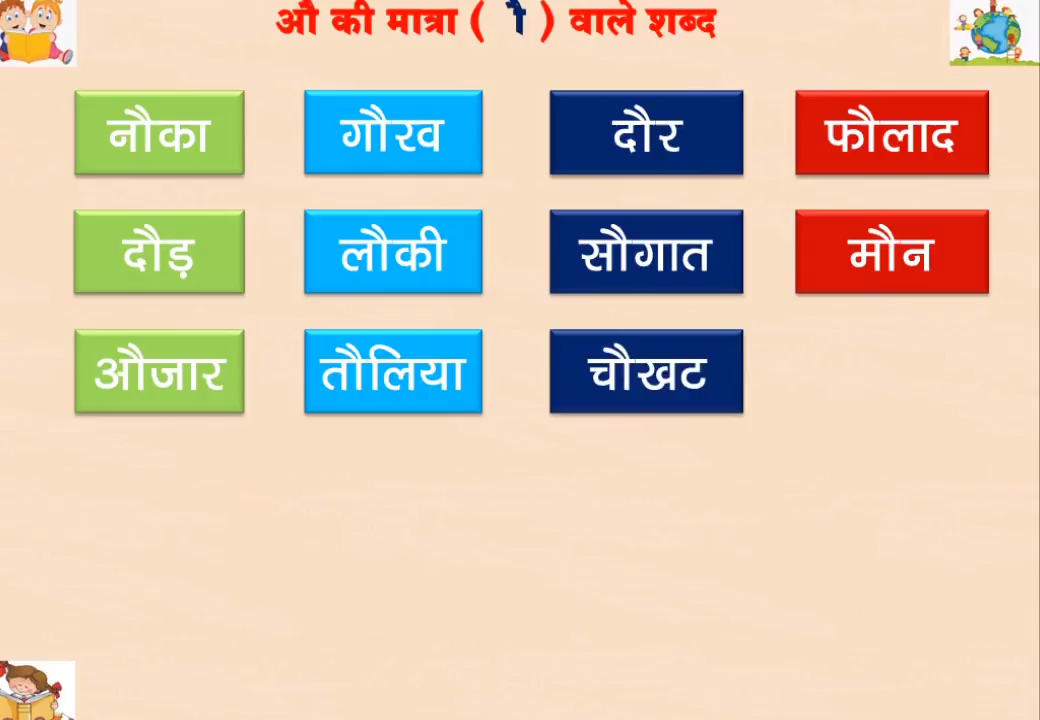 औ की मात्रा ( ौ ) वाले शब्द
नौका गौरव दौर फौलाद
दौड़ लौकी सौगात मौन
औजार तौलिया चौखट